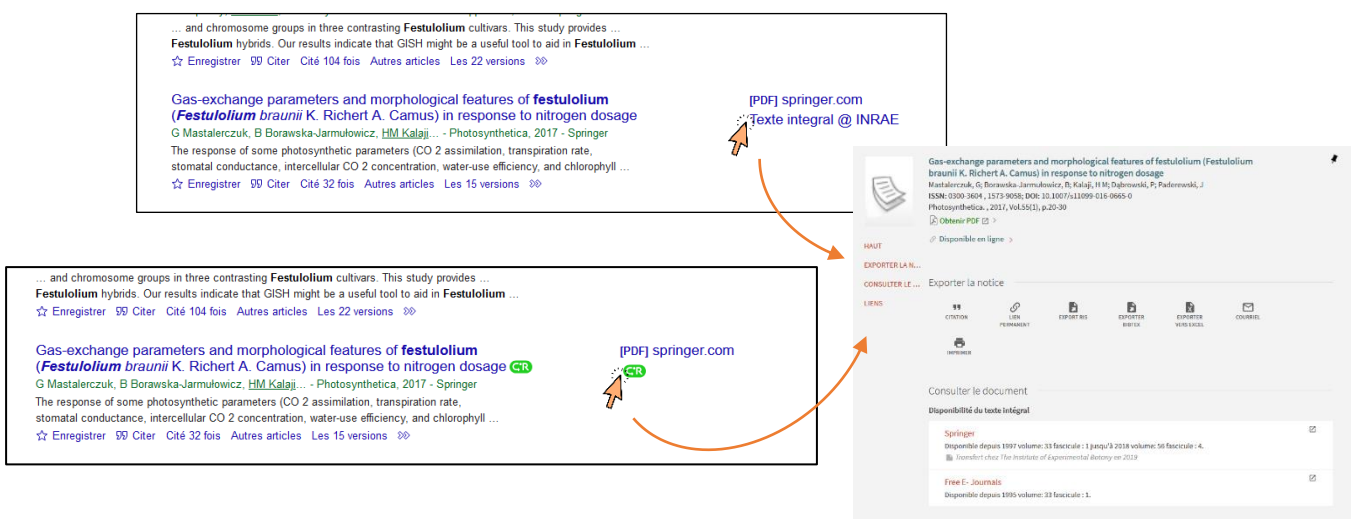 … and chromosome groups in three contrasting Festulolium cultivars. This study provides …
Festulolium hybrids. Our results indicate that GISH might be a useful tool to aid in Festulolium …
☆ Enregistrer Citer Cité 104 fois Autres articles Les 22 versions
Gas-exchange parameters and morphological features of festulolium
(Festulolium braunii K. Richert A. Camus) in response to nitrogen dosage
G Mastalerczuk, B Borawska-Jarmułowicz, HM Kalaji… - Photosynthetica, 2017 - Springer
The response of some photosynthetic parameters (CO 2 assimilation, transpiration rate,
stomatal conductance, intercellular CO 2 concentration, water-use efficiency, and chlorophyll …
☆ Enregistrer Citer Cité 32 fois Autres articles Les 15 versions
[PDF] springer.com
Texte integral @ INRAE
… and chromosome groups in three contrasting Festulolium cultivars. This study provides …
Festulolium hybrids. Our results indicate that GISH might be a useful tool to aid in Festulolium …
☆ Enregistrer Citer Cité 104 fois Autres articles Les 22 versions
Gas-exchange parameters and morphological features of festulolium
(Festulolium braunii K. Richert A. Camus) in response to nitrogen dosage C'R
G Mastalerczuk, B Borawska-Jarmułowicz, HM Kalaji… - Photosynthetica, 2017 - Springer
The response of some photosynthetic parameters (CO 2 assimilation, transpiration rate,
stomatal conductance, intercellular CO 2 concentration, water-use efficiency, and chlorophyll …
☆ Enregistrer Citer Cité 32 fois Autres articles Les 15 versions
[PDF] springer.com
C'R
Gas-exchange parameters and morphological features of festulolium (Festulolium
braunii K. Richert A. Camus) in response to nitrogen dosage
Mastalerczuk, G; Borawska-Jarmułowicz, B; Kalaji, H M; Dąbrowski, P; Paderewski, J
ISSN: 0300-3604 , 1573-9058; DOI: 10.1007/s11099-016-0665-0
Photosynthetica. , 2017, Vol.55(1), p.20-30
Obtenir PDF
Disponible en ligne
HAUT
EXPORTER LA N...
CONSULTER LE ...
LIENS
Exporter la notice
CITATION
LIEN PERMANENT
EXPORT RIS
EXPORTER BIBTEX
EXPORTER VERS EXCEL
COURRIEL
IMPRIMER
Consulter le document
Disponibilité du texte intégral
Springer
Disponible depuis 1997 volume: 33 fascicule : 1 jusqu'à 2018 volume: 56 fascicule : 4.
Transfert chez The Institute of Experimental Botany en 2019
Free E- Journals
Disponible depuis 1995 volume: 33 fascicule : 1.